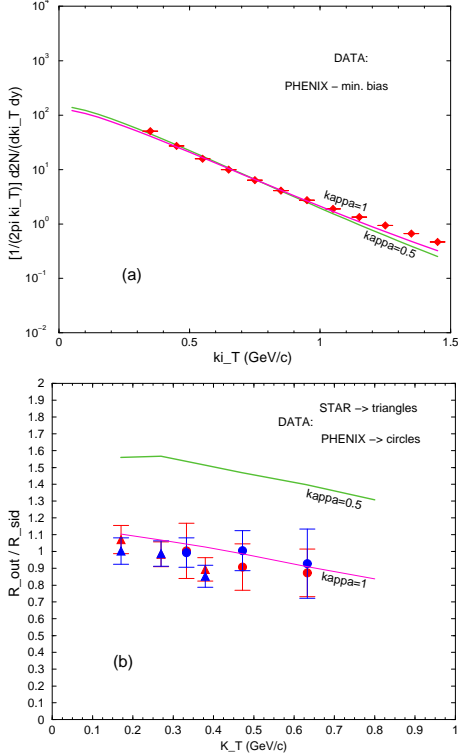 10^4
10^3
10^2
10^1
10^0
10^−1
10^−2
[1/(2pi ki_T)] d2N/(dki_T dy)
DATA:
PHENIX − min. bias
kappa=1
kappa=0.5
(a)
0 0.5 1 1.5
ki_T (GeV/c)
2
1.9
1.8
1.7
1.6
1.5
1.4
1.3
1.2
1.1
1
0.9
0.8
0.7
0.6
0.5
0.4
0.3
0.2
0.1
0
R_out / R_sid
STAR −> triangles
DATA:
PHENIX −> circles
kappa=0.5
kappa=1
(b)
0 0.1 0.2 0.3 0.4 0.5 0.6 0.7 0.8 0.9 1
K_T (GeV/c)